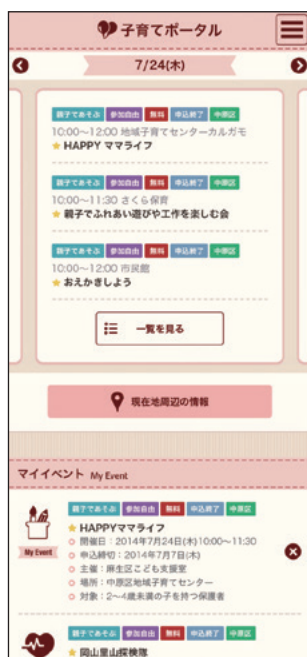 子育てポータル
7/24(木)
親子であそぶ 参加自由 無料 申込終了 中原区
10:00〜12:00 地域子育てセンターカルガモ
HAPPY ママライフ
親子であそぶ 参加自由 無料 申込終了 中原区
10:00〜11:30 さくら保育
親子でふれあい遊びや工作を楽しむ会
親子であそぶ 参加自由 無料 申込終了 中原区
10:00〜12:00 市民館
おえかきしよう
一覧を見る
現在地周辺の情報
マイイベント My Event
親子であそぶ 参加自由 無料 申込終了 中原区
HAPPYママライフ
開催日：2014年7月24日(木)10:00〜11:30
申込締切：2014年7月7日(木)
主催：麻生区こども支援室
場所：中原区地域子育てセンター
対象：2〜4歳未満の子を持つ保護者
My Event
親子であそぶ 参加自由 無料 申込終了 中原区
岡山里山探検隊